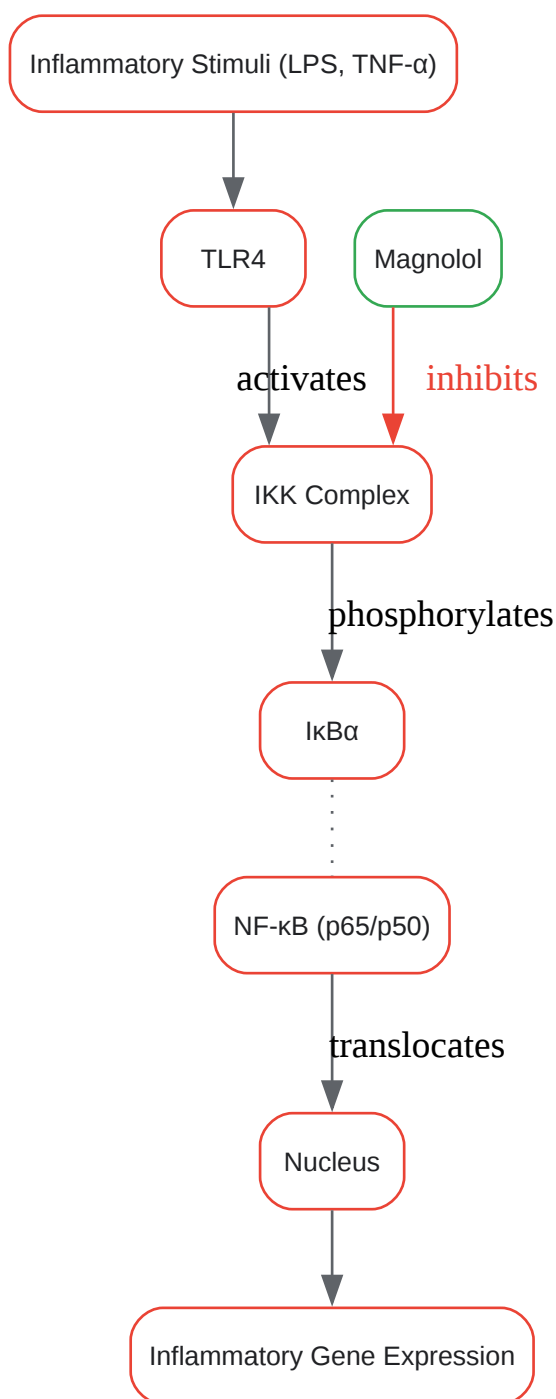 Inflammatory Stimuli (LPS, TNF-α)
TLR4
Magnolol
activates
inhibits
IKK Complex
phosphorylates
IκBα
NF-κB (p65/p50)
translocates
Nucleus
Inflammatory Gene Expression